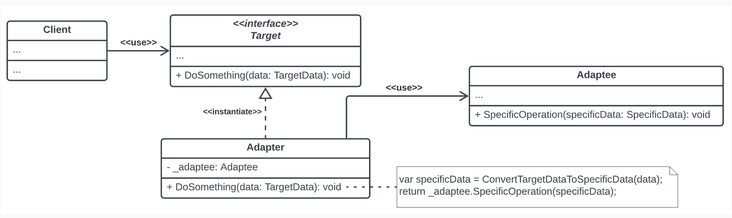 Client
...
...
<<use>>
<<interface>>
Target
...
+ DoSomething(data: TargetData): void
<<instantiate>>
Adapter
- _adaptee: Adaptee
+ DoSomething(data: TargetData): void
<<use>>
Adaptee
...
+ SpecificOperation(specificData: SpecificData): void
var specificData = ConvertTargetDataToSpecificData(data);
return _adaptee.SpecificOperation(specificData);